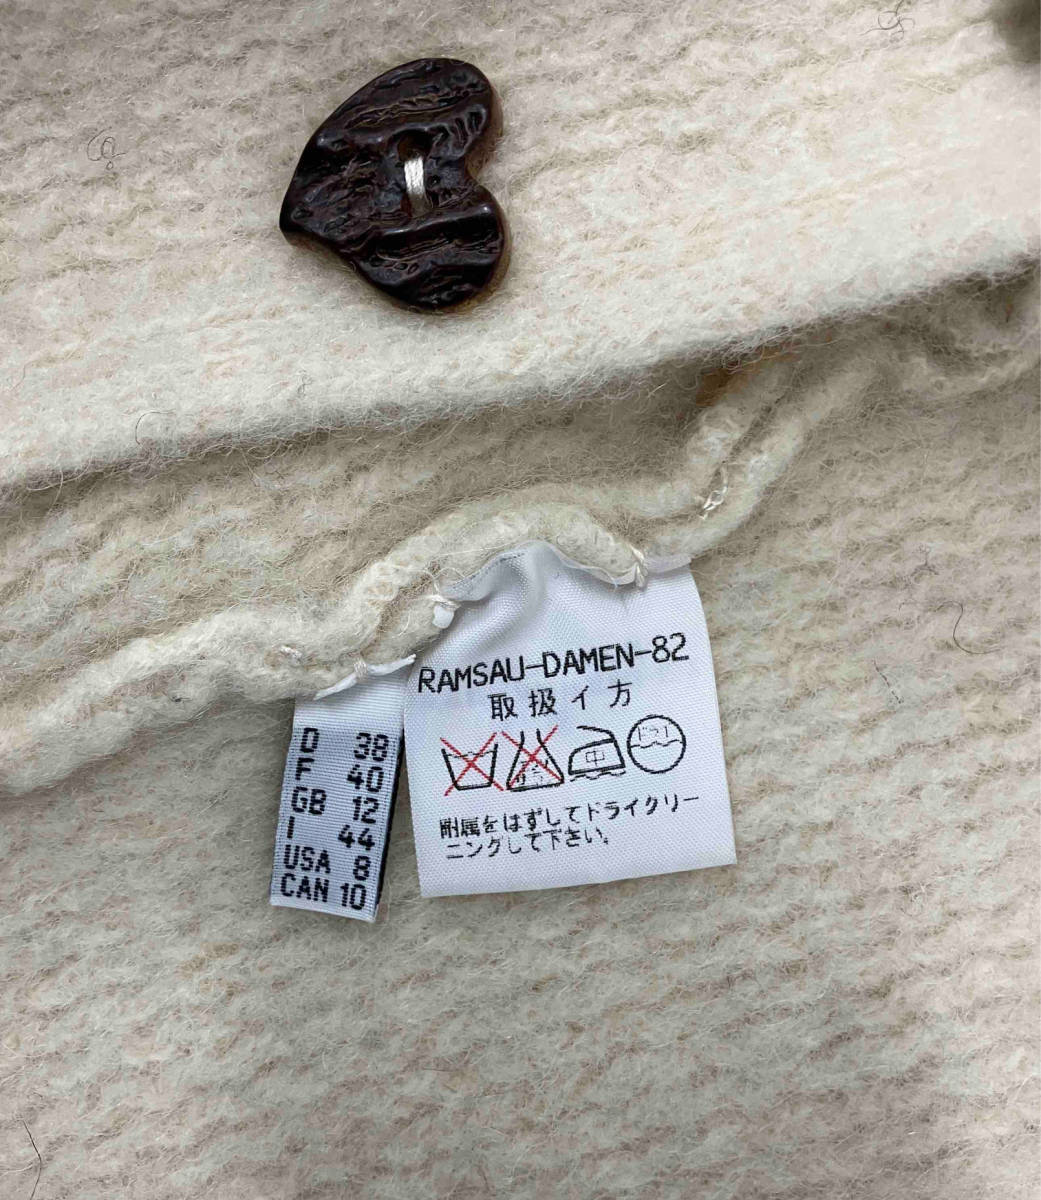 RAMSAU-DAMEN-82
取扱イ方
中
ドライ
附属をはずしてドライクリー
ニングして下さい。
D 38
F 40
GB 12
I 44
USA 8
CAN 10